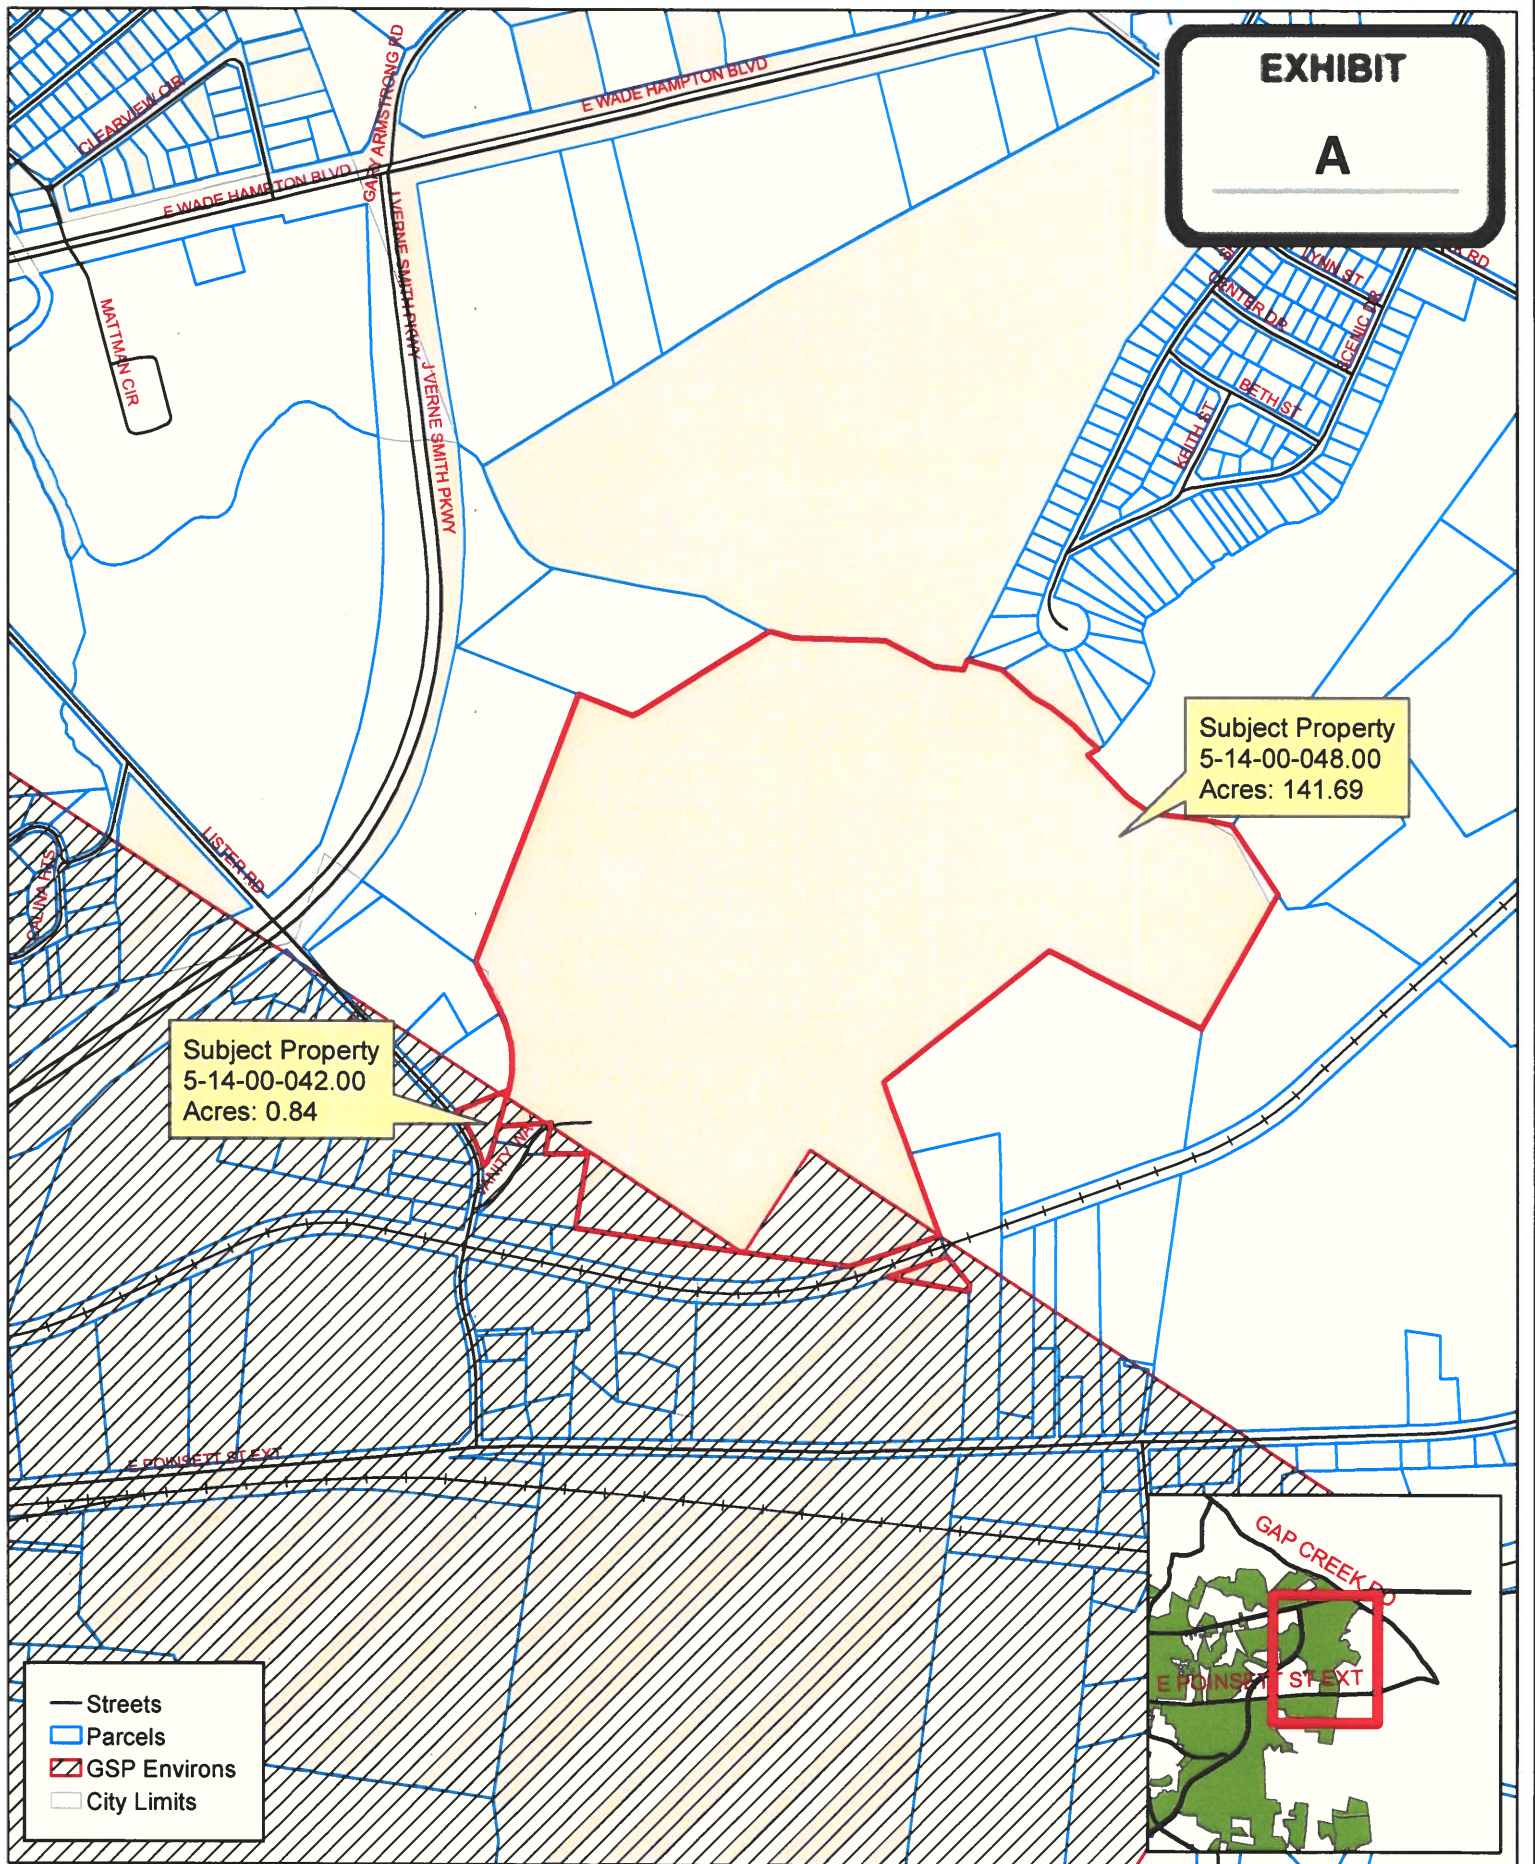 EXHIBIT
A
CLEARVIEW CIR
GARY ARMSTRONG RD
E WADE HAMPTON BLVD
E WADE HAMPTON BLVD
J VERNE SMITH PKWY
J VERNE SMITH PKWY
MATTMAN CIR
LYNN ST
RD
CENTER DR
SCENIC DR
BETH ST
KEITH ST
Subject Property
5-14-00-048.00
Acres: 141.69
LISTER RD
Subject Property
5-14-00-042.00
Acres: 0.84
E POINSETT ST EXT
GAP CREEK RD
E POINSETT ST EXT
Streets
Parcels
GSP Environs
City Limits